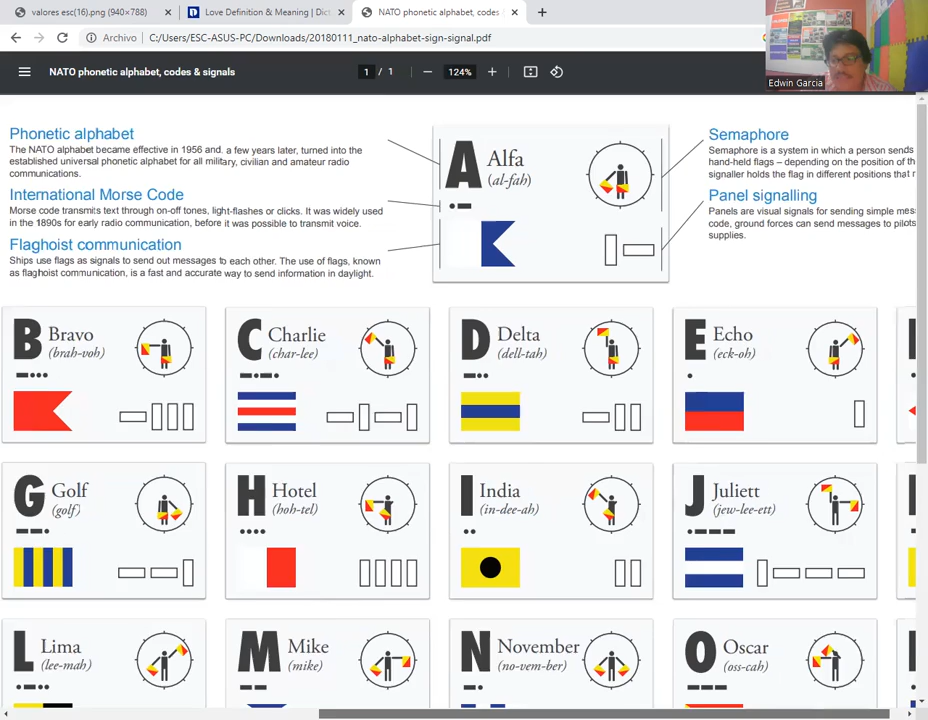 valores esc(16).png (940×788)
Love Definition & Meaning | Dict
NATO phonetic alphabet, codes
Archivo
C:/Users/ESC-ASUS-PC/Downloads/20180111_nato-alphabet-sign-signal.pdf
NATO phonetic alphabet, codes & signals
1 / 1
124%
Edwin Garcia
Phonetic alphabet
The NATO alphabet became effective in 1956 and, a few years later, turned into the
established universal phonetic alphabet for all military, civilian and amateur radio
communications.
International Morse Code
Morse code transmits text through on-off tones, light-flashes or clicks. It was widely used
in the 1890s for early radio communication, before it was possible to transmit voice.
Flaghoist communication
Ships use flags as signals to send out messages to each other. The use of flags, known
as flaghoist communication, is a fast and accurate way to send information in daylight.
A Alfa
(al-fah)
Semaphore
Semaphore is a system in which a person sends
hand-held flags – depending on the position of th
signaller holds the flag in different positions that r
Panel signalling
Panels are visual signals for sending simple mes
code, ground forces can send messages to pilots
supplies.
B Bravo
(brah-voh)
C Charlie
(char-lee)
D Delta
(dell-tah)
E Echo
(eck-oh)
G Golf
(golf)
H Hotel
(hoh-tel)
I India
(in-dee-ah)
J Juliett
(jew-lee-ett)
L Lima
(lee-mah)
M Mike
(mike)
N November
(no-vem-ber)
O Oscar
(oss-cah)